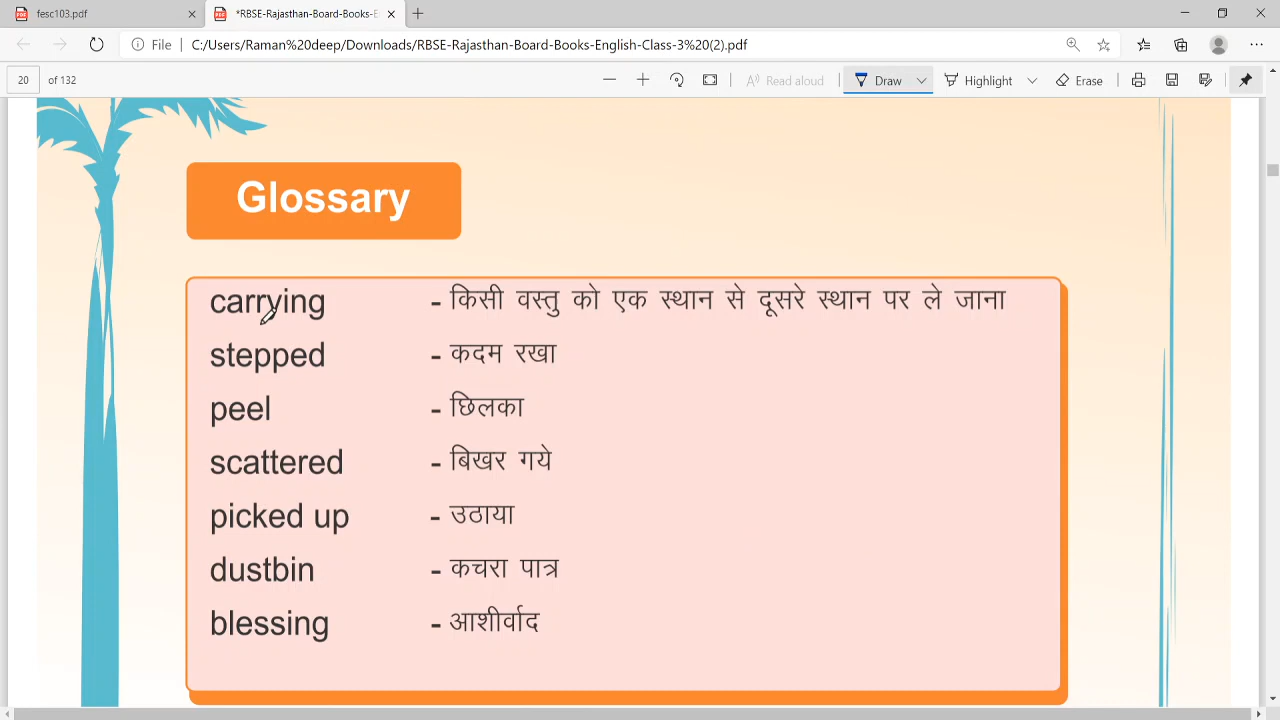 fesc103.pdf
*RBSE-Rajasthan-Board-Books-E
File C:/Users/Raman%20deep/Downloads/RBSE-Rajasthan-Board-Books-English-Class-3%20(2).pdf
20 of 132 Read aloud Draw Highlight Erase
Glossary
carrying - किसी वस्तु को एक स्थान से दूसरे स्थान पर ले जाना
stepped - कदम रखा
peel - छिलका
scattered - बिखर गये
picked up - उठाया
dustbin - कचरा पात्र
blessing - आशीर्वाद